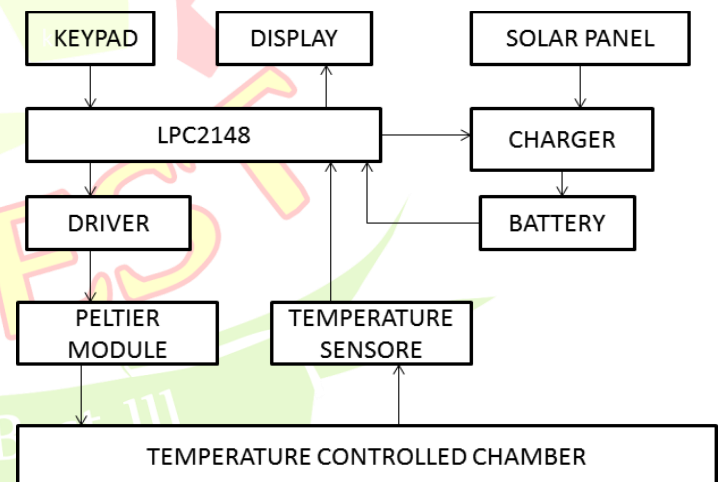 KEYPAD
DISPLAY
SOLAR PANEL
LPC2148
CHARGER
DRIVER
BATTERY
PELTIER
MODULE
TEMPERATURE
SENSORE
TEMPERATURE CONTROLLED CHAMBER